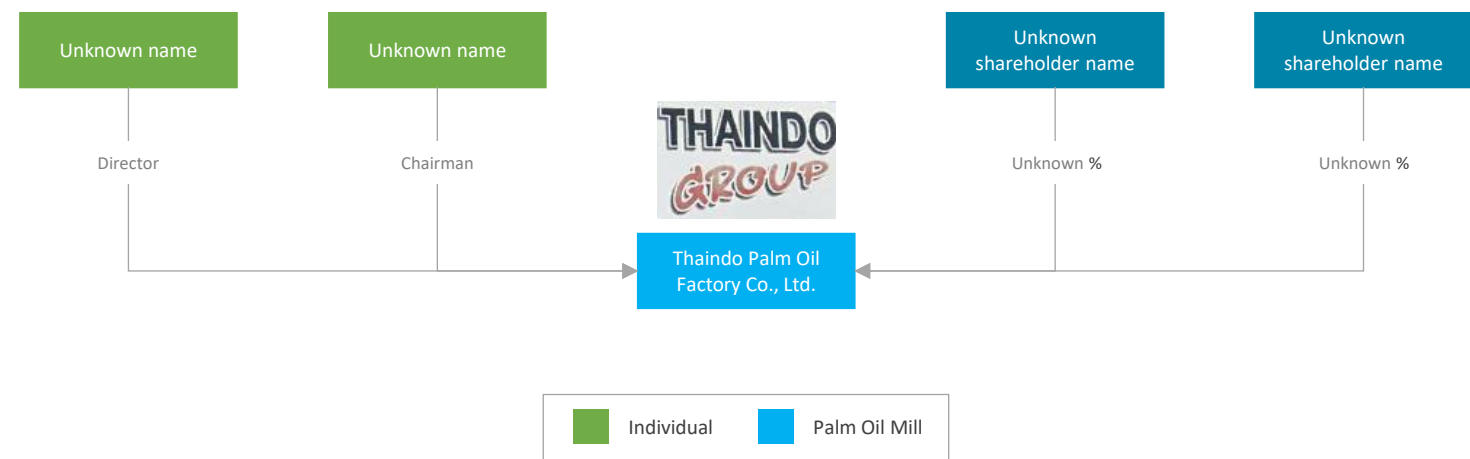 Unknown name
Unknown name
Unknown
shareholder name
Unknown
shareholder name
THAINDO
GROUP
Director
Chairman
Unknown %
Unknown %
Thaindo Palm Oil
Factory Co., Ltd.
Individual
Palm Oil Mill